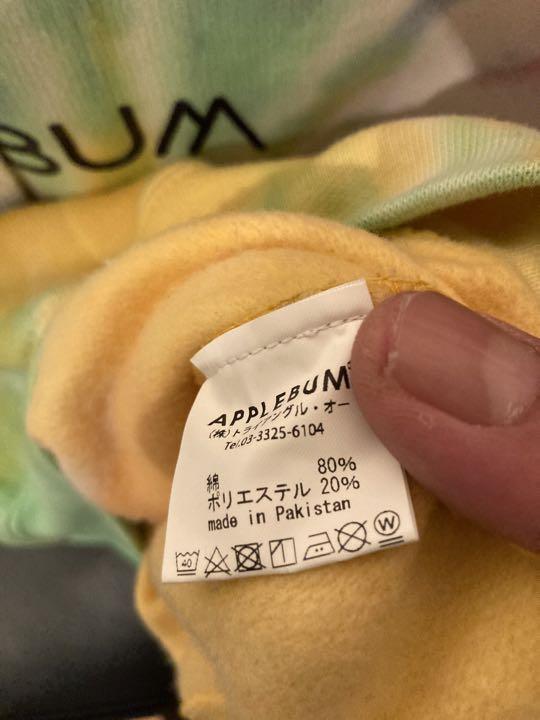 BUM
APPLEBUM
(株)トライアングル・オー
Tel.03-3325-6104
綿 80%
ポリエステル 20%
made in Pakistan
40
W